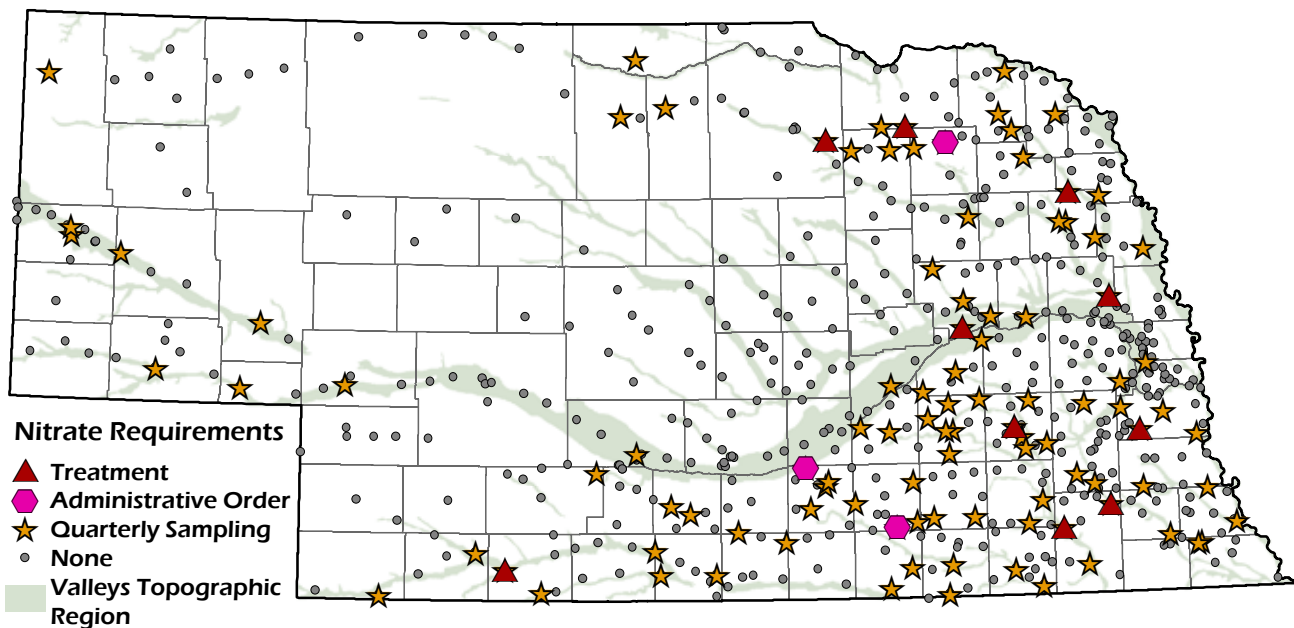 Nitrate Requirements
Treatment
Administrative Order
Quarterly Sampling
None
Valleys Topographic
Region